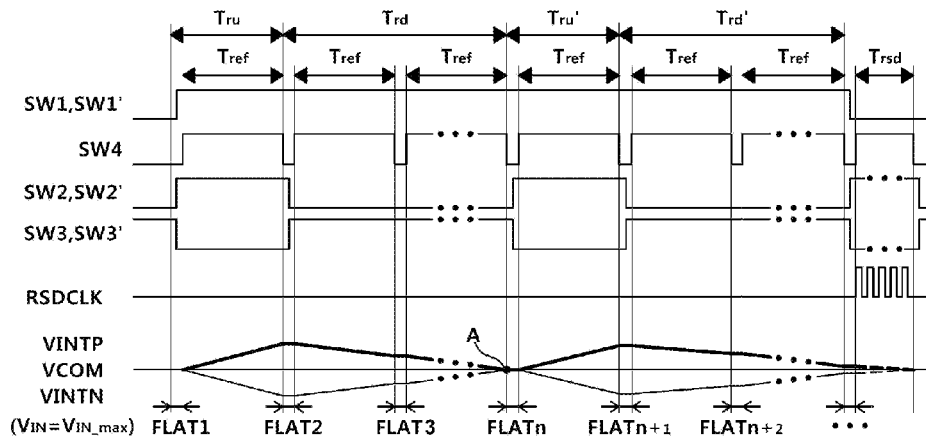 Tru Trd Tru' Trd'
Tref Tref Tref Tref Tref Tref Trsd
SW1,SW1'
SW4
SW2,SW2'
SW3,SW3'
RSDCLK
VINTP A
VCOM
VINTN
(VIN=VIN_max) FLAT1 FLAT2 FLAT3 FLATn FLATn+1 FLATn+2